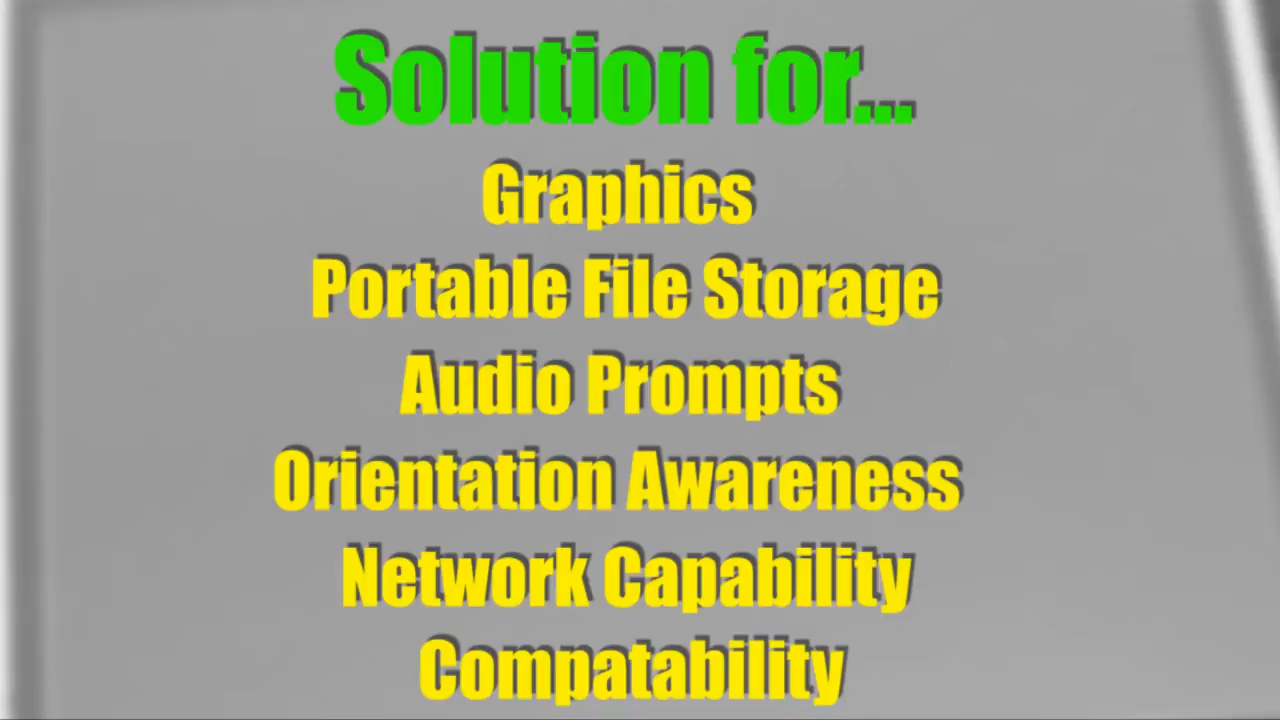 Solution for...
Graphics
Portable File Storage
Audio Prompts
Orientation Awareness
Network Capability
Compatability